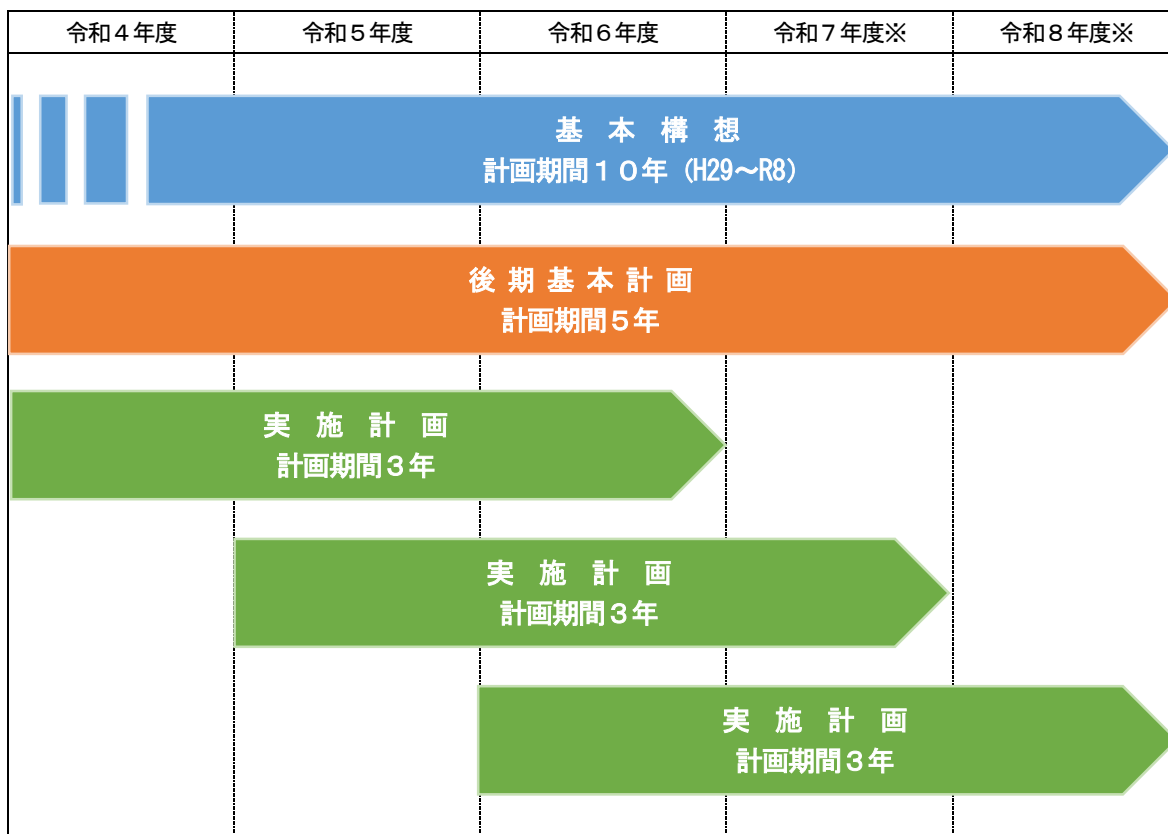 令和４年度
令和５年度
令和６年度
令和７年度※
令和８年度※
基　本　構　想
計画期間１０年（H29～R8）
後 期 基 本 計 画
計画期間５年
実　施　計　画
計画期間３年
実　施　計　画
計画期間３年
実　施　計　画
計画期間３年